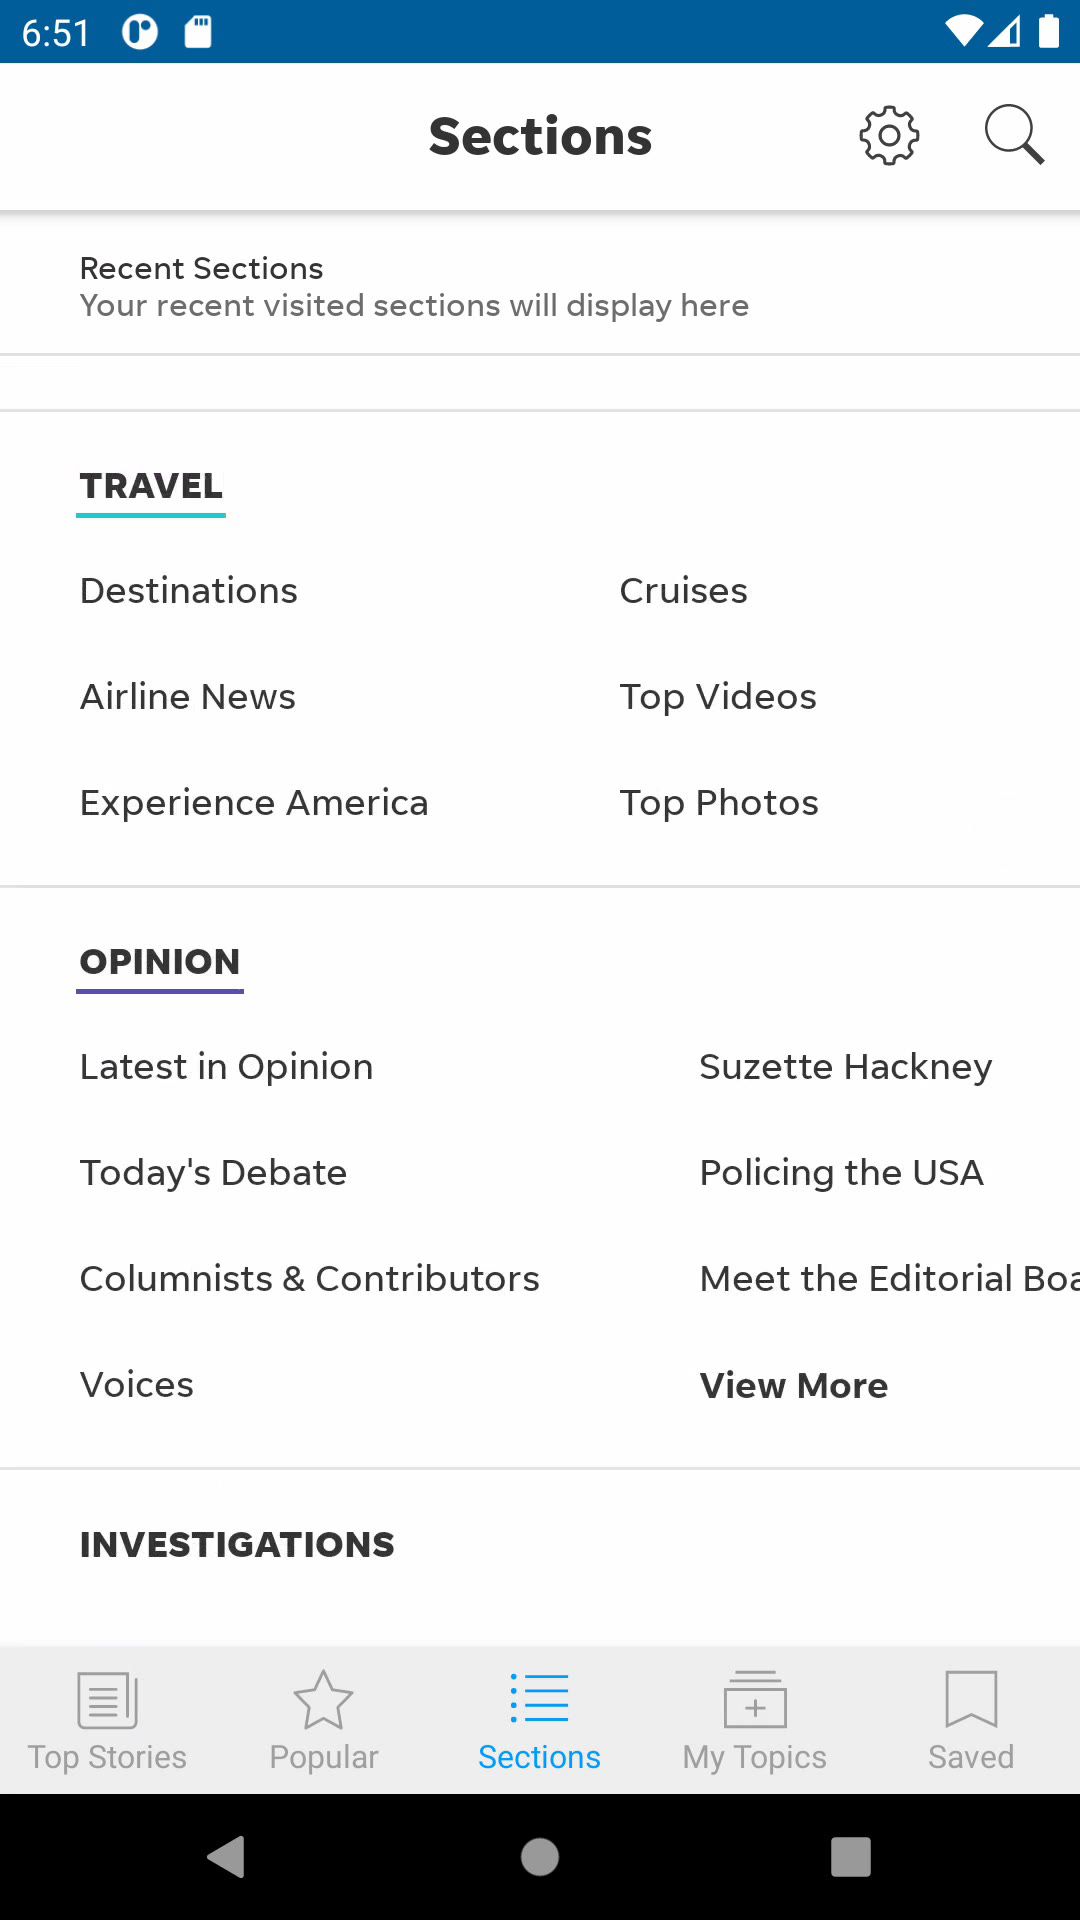 6:51
Sections
Recent Sections
Your recent visited sections will display here
TRAVEL
Destinations
Cruises
Airline News
Top Videos
Experience America
Top Photos
OPINION
Latest in Opinion
Suzette Hackney
Today's Debate
Policing the USA
Columnists & Contributors
Meet the Editorial Boa
Voices
View More
INVESTIGATIONS
Top Stories
Popular
Sections
My Topics
Saved